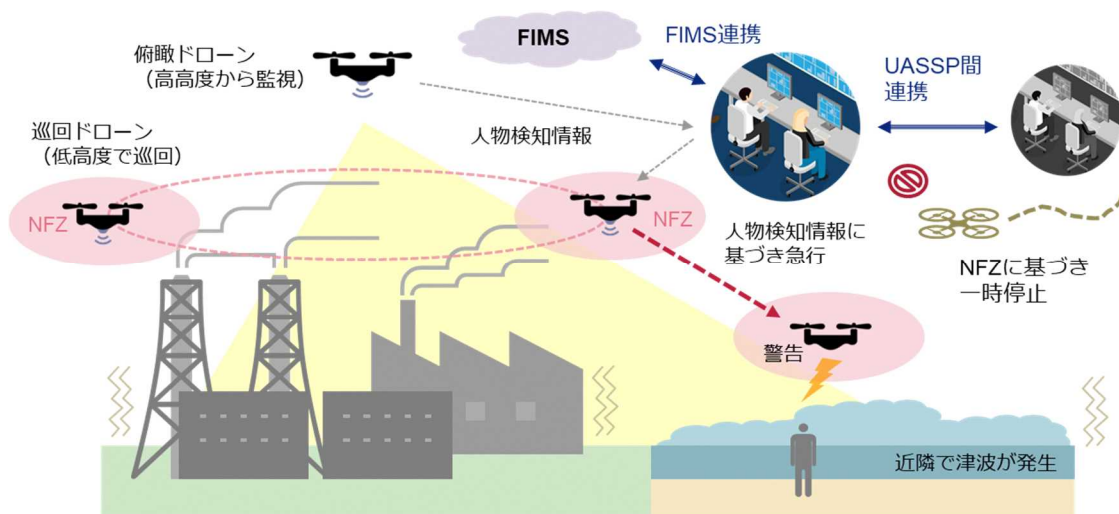 FIMS
FIMS連携
俯瞰ドローン
（高高度から監視）
UASSP間
連携
巡回ドローン
（低高度で巡回）
人物検知情報
NFZ
NFZ
人物検知情報に
基づき急行
NFZに基づき
一時停止
警告
近隣で津波が発生